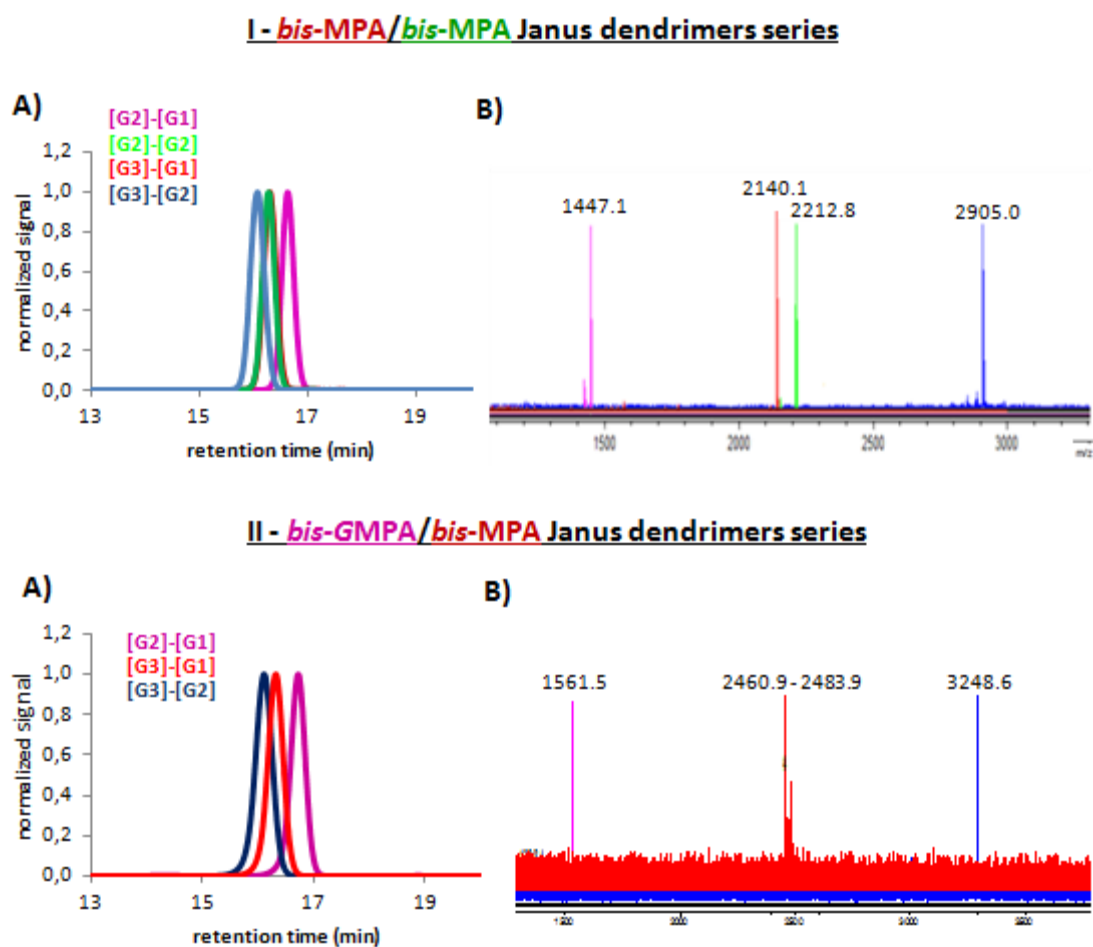 I - bis-MPA/bis-MPA Janus dendrimers series
A)
[G2]-[G1]
[G2]-[G2]
[G3]-[G1]
[G3]-[G2]
1,2
1,0
0,8
0,6
0,4
0,2
0,0
normalized signal
13 15 17 19
retention time (min)
B)
1447.1
2140.1
2212.8
2905.0
1500 2000 2500 3000
m/z
II - bis-GMPA/bis-MPA Janus dendrimers series
A)
[G2]-[G1]
[G3]-[G1]
[G3]-[G2]
1,2
1,0
0,8
0,6
0,4
0,2
0,0
normalized signal
13 15 17 19
retention time (min)
B)
1561.5
2460.9-2483.9
3248.6